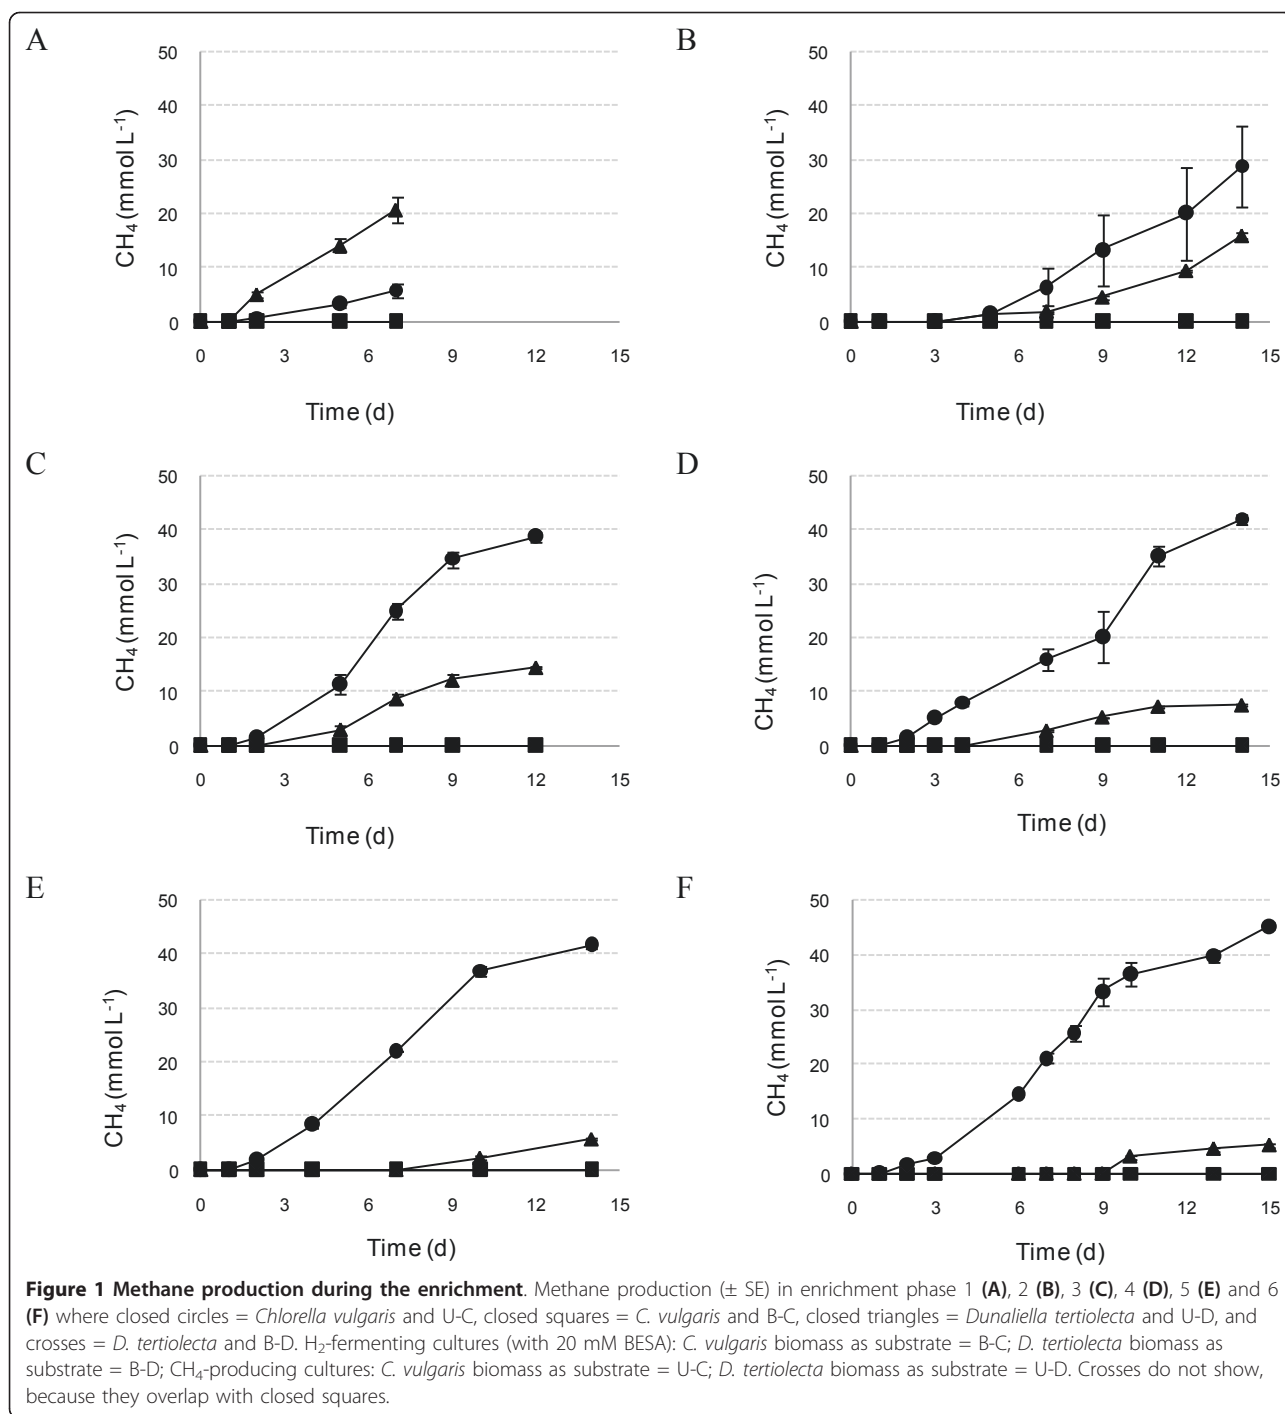 A
CH₄ (mmol L⁻¹)
50
40
30
20
10
0
0 3 6 9 12 15
Time (d)
B
CH₄ (mmol L⁻¹)
50
40
30
20
10
0
0 3 6 9 12 15
Time (d)
C
CH₄ (mmol L⁻¹)
50
40
30
20
10
0
0 3 6 9 12 15
Time (d)
D
CH₄ (mmol L⁻¹)
50
40
30
20
10
0
0 3 6 9 12 15
Time (d)
E
CH₄ (mmol L⁻¹)
50
40
30
20
10
0
0 3 6 9 12 15
Time (d)
F
CH₄ (mmol L⁻¹)
50
40
30
20
10
0
0 3 6 9 12 15
Time (d)
Figure 1 Methane production during the enrichment. Methane production (± SE) in enrichment phase 1 (A), 2 (B), 3 (C), 4 (D), 5 (E) and 6
(F) where closed circles = Chlorella vulgaris and U-C, closed squares = C. vulgaris and B-C, closed triangles = Dunaliella tertiolecta and U-D, and
crosses = D. tertiolecta and B-D. H₂-fermenting cultures (with 20 mM BESA): C. vulgaris biomass as substrate = B-C; D. tertiolecta biomass as
substrate = B-D; CH₄-producing cultures: C. vulgaris biomass as substrate = U-C; D. tertiolecta biomass as substrate = U-D. Crosses do not show,
because they overlap with closed squares.